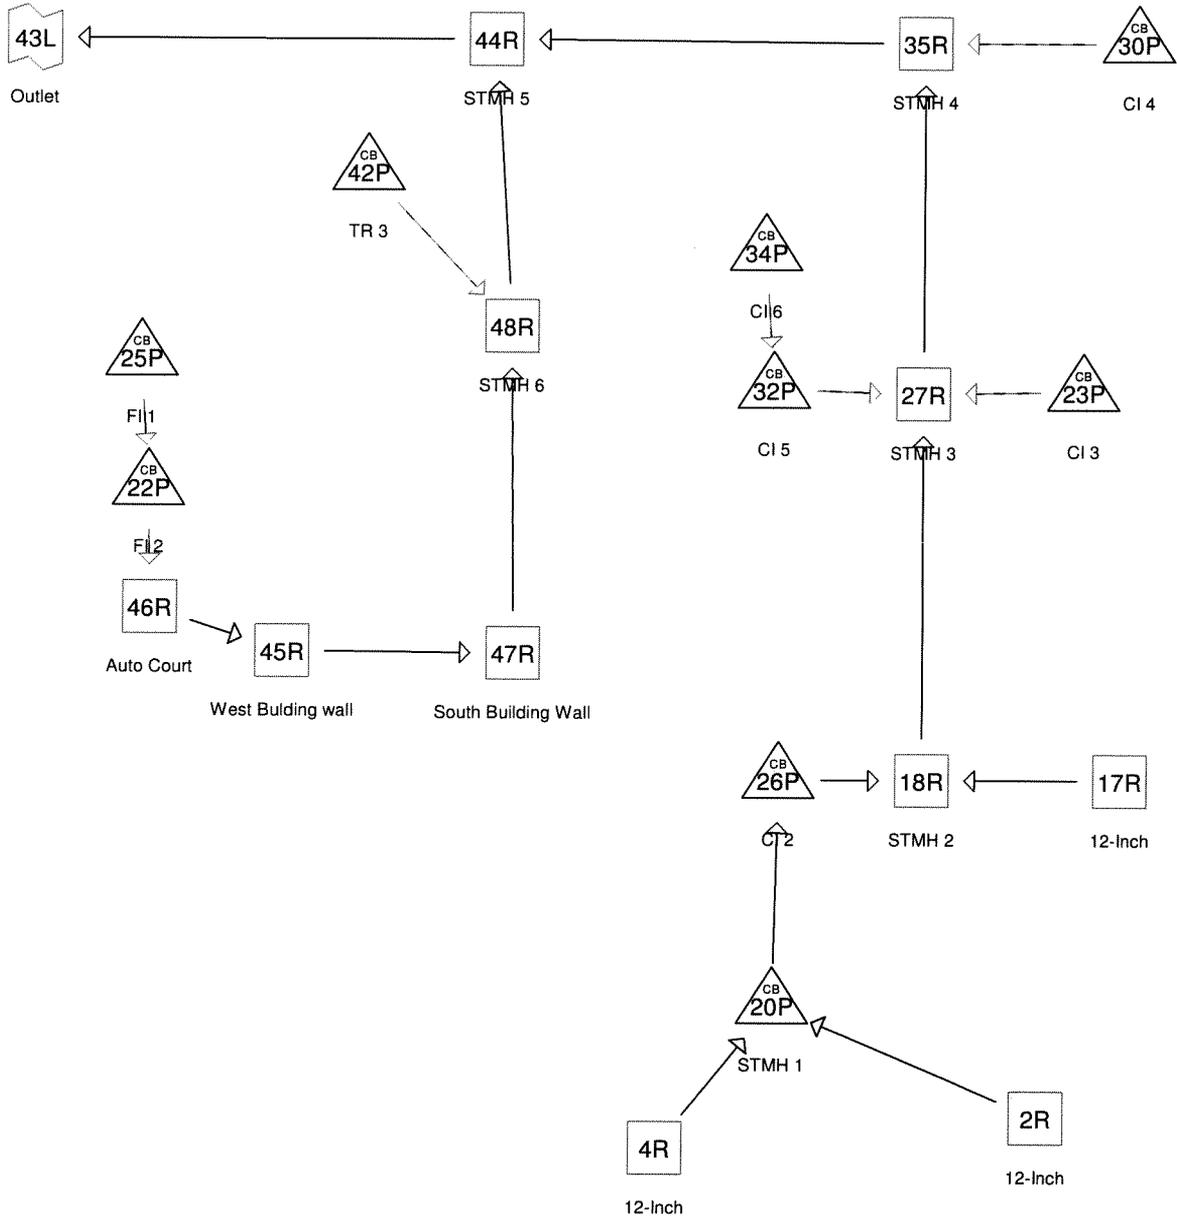 43L
Outlet
44R
STMH 5
35R
STMH 4
CB
30P
CI 4
CB
42P
TR 3
CB
34P
CI 6
48R
STMH 6
CB
25P
FI 1
CB
32P
CI 5
27R
STMH 3
CB
23P
CI 3
CB
22P
FI 2
46R
Auto Court
45R
West Bulding wall
47R
South Building Wall
CB
26P
CI 2
18R
STMH 2
17R
12-Inch
CB
20P
STMH 1
4R
12-Inch
2R
12-Inch